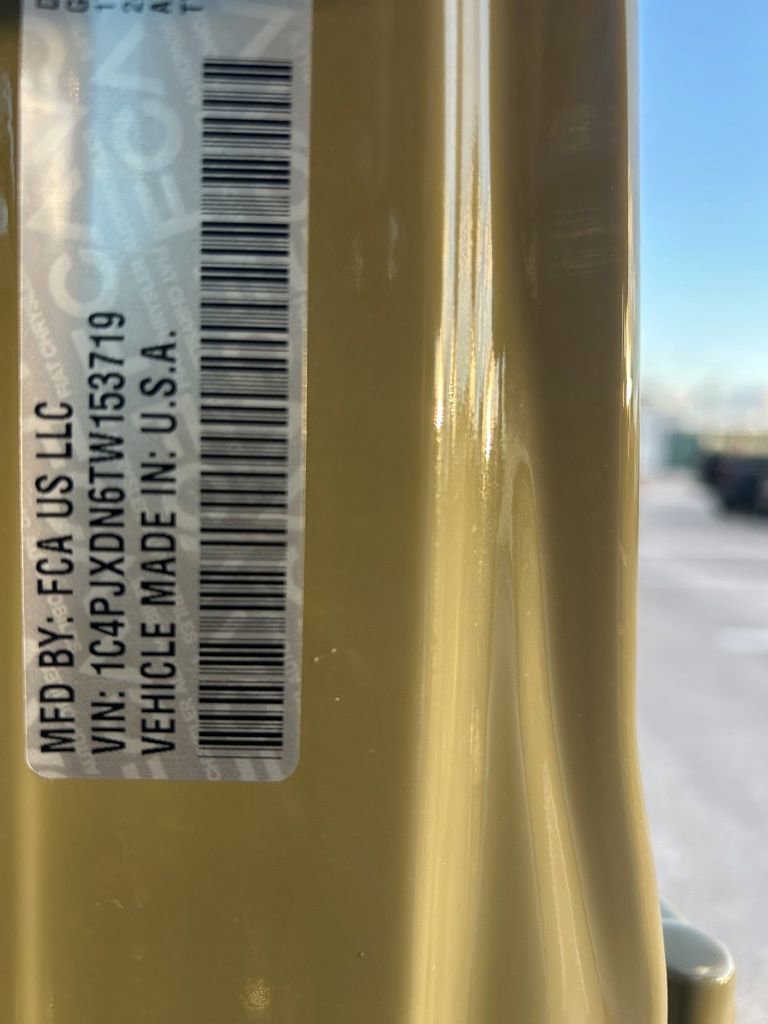 MFD BY: FCA US LLC
VIN: 1C4PJXDN6TW153719
VEHICLE MADE IN: U.S.A.